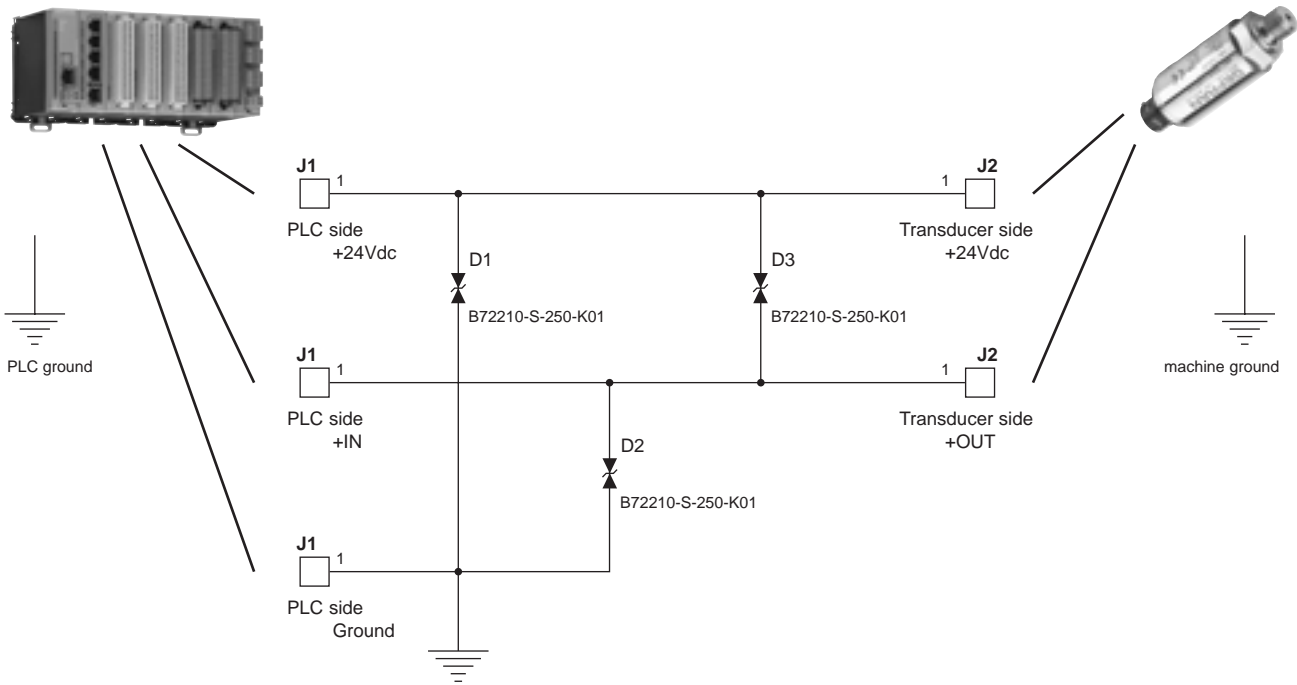 J1
1
PLC side
+24Vdc
J2
1
Transducer side
+24Vdc
D1
B72210-S-250-K01
D3
B72210-S-250-K01
PLC ground
machine ground
J1
1
PLC side
+IN
J2
1
Transducer side
+OUT
D2
B72210-S-250-K01
J1
1
PLC side
Ground